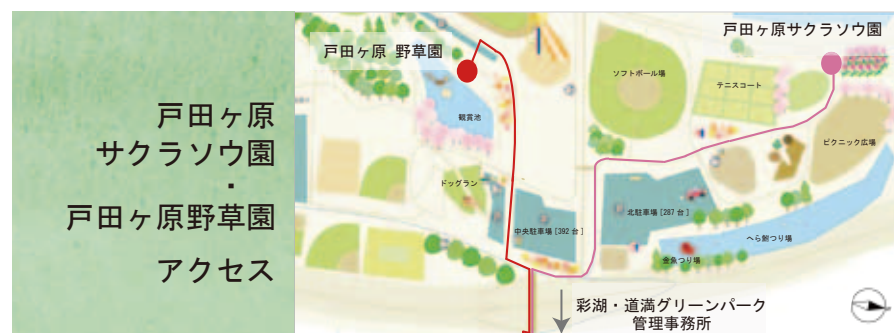 戸田ヶ原
サクラソウ園
・
戸田ヶ原野草園
アクセス
戸田ヶ原 野草園
戸田ヶ原サクラソウ園
ソフトボール場
テニスコート
観賞池
ピクニック広場
ドッグラン
中央駐車場[392 台]
北駐車場[287 台]
へら鮒つり場
金魚つり場
彩湖・道満グリーンパーク
管理事務所